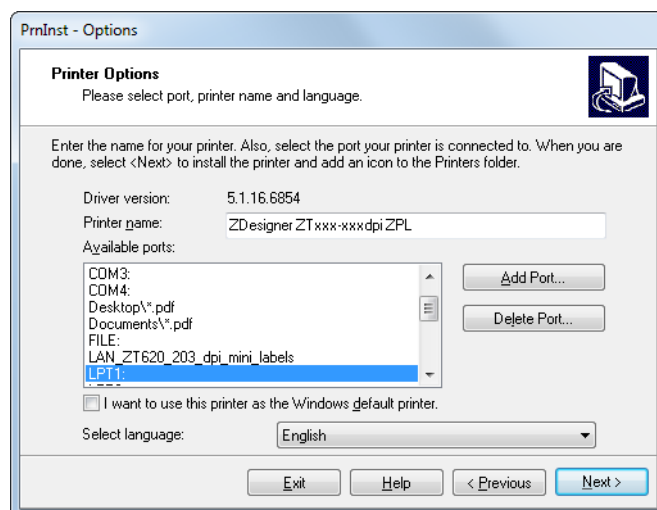 PrnInst - Options
Printer Options
Please select port, printer name and language.
Enter the name for your printer. Also, select the port your printer is connected to. When you are
done, select <Next> to install the printer and add an icon to the Printers folder.
Driver version: 5.1.16.6854
Printer name: ZDesigner ZTxxx-xxxdpi ZPL
Available ports:
COM3:
COM4:
Desktop\*.pdf
Documents\*.pdf
FILE:
LAN_ZT620_203_dpi_mini_labels
LPT1:
Add Port...
Delete Port...
I want to use this printer as the Windows default printer.
Select language: English
Exit Help < Previous Next >